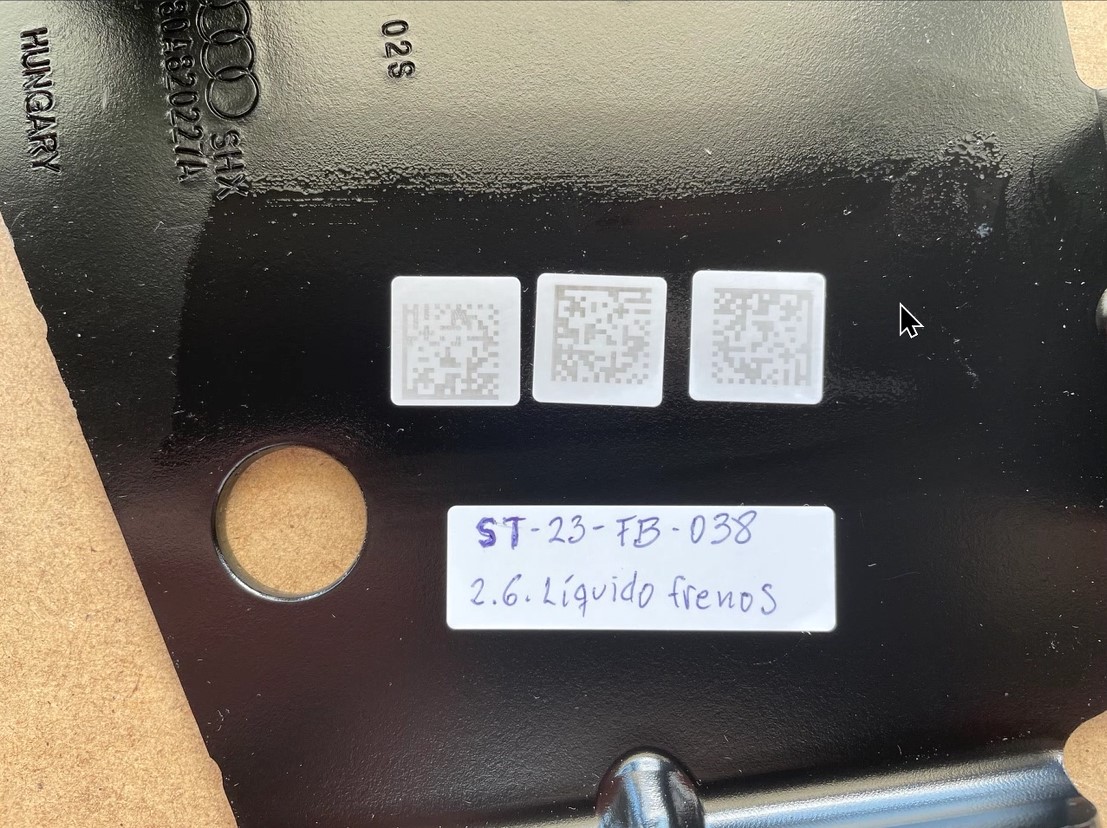 HUNGARY
SHX
02S
ST-23-FB-038
2.6. Líquido frenos